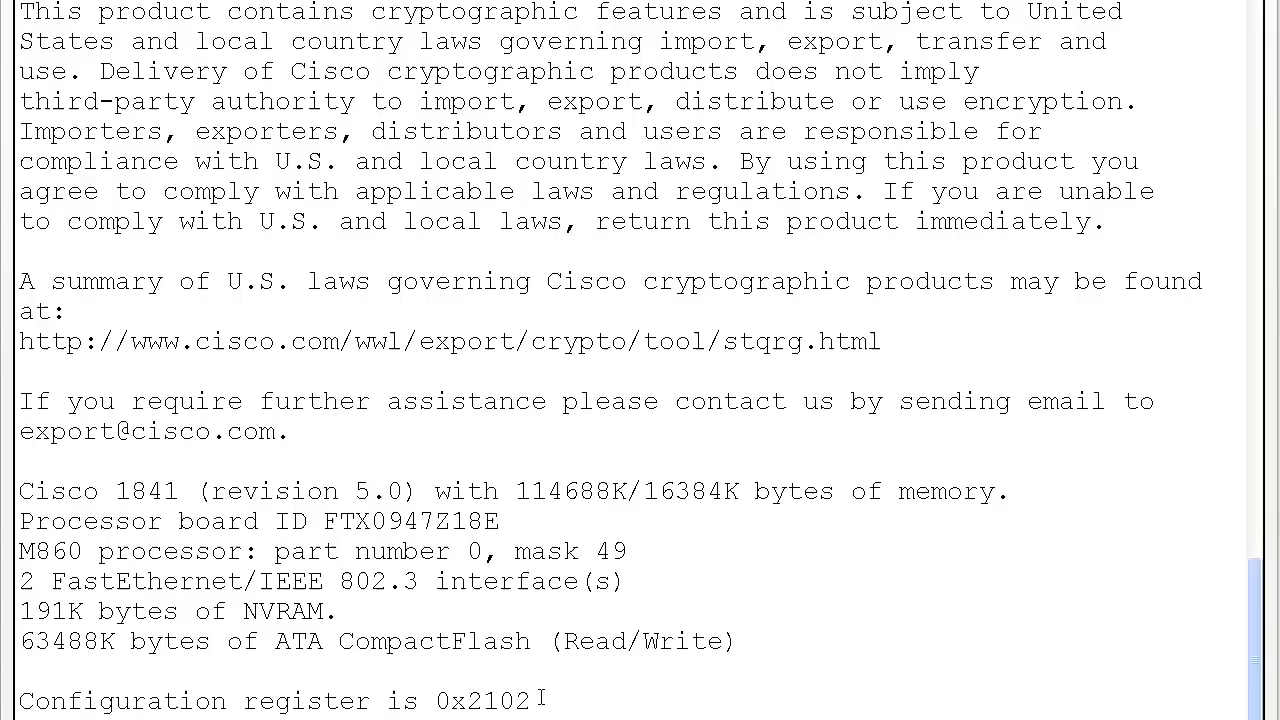 This product contains cryptographic features and is subject to United
States and local country laws governing import, export, transfer and
use. Delivery of Cisco cryptographic products does not imply
third-party authority to import, export, distribute or use encryption.
Importers, exporters, distributors and users are responsible for
compliance with U.S. and local country laws. By using this product you
agree to comply with applicable laws and regulations. If you are unable
to comply with U.S. and local laws, return this product immediately.
A summary of U.S. laws governing Cisco cryptographic products may be found
at:
http://www.cisco.com/wwl/export/crypto/tool/stqrg.html
If you require further assistance please contact us by sending email to
export@cisco.com.
Cisco 1841 (revision 5.0) with 114688K/16384K bytes of memory.
Processor board ID FTX0947Z18E
M860 processor: part number 0, mask 49
2 FastEthernet/IEEE 802.3 interface(s)
191K bytes of NVRAM.
63488K bytes of ATA CompactFlash (Read/Write)
Configuration register is 0x2102